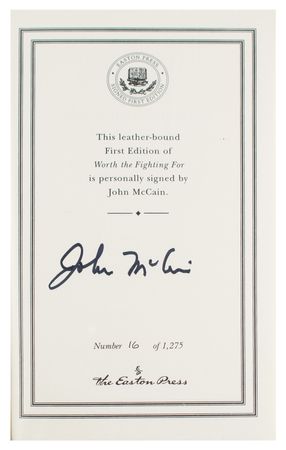 EASTON PRESS
SIGNED FIRST EDITION
This leather-bound
First Edition of
Worth the Fighting For
is personally signed by
John McCain.
John McCain
Number 16 of 1,275
The Easton Press